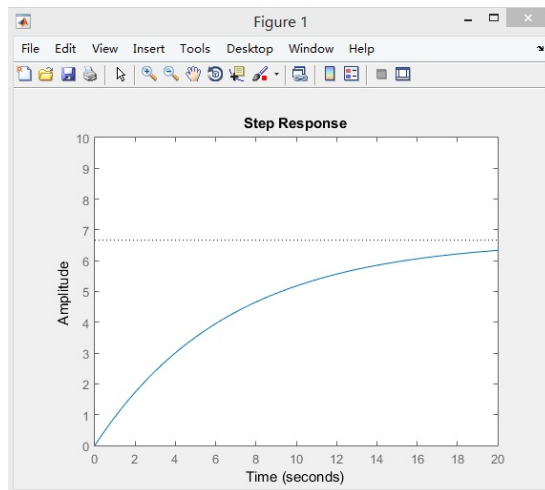 Figure 1
File Edit View Insert Tools Desktop Window Help
Step Response
10
9
8
7
6
5
4
3
2
1
0
Amplitude
0 2 4 6 8 10 12 14 16 18 20
Time (seconds)